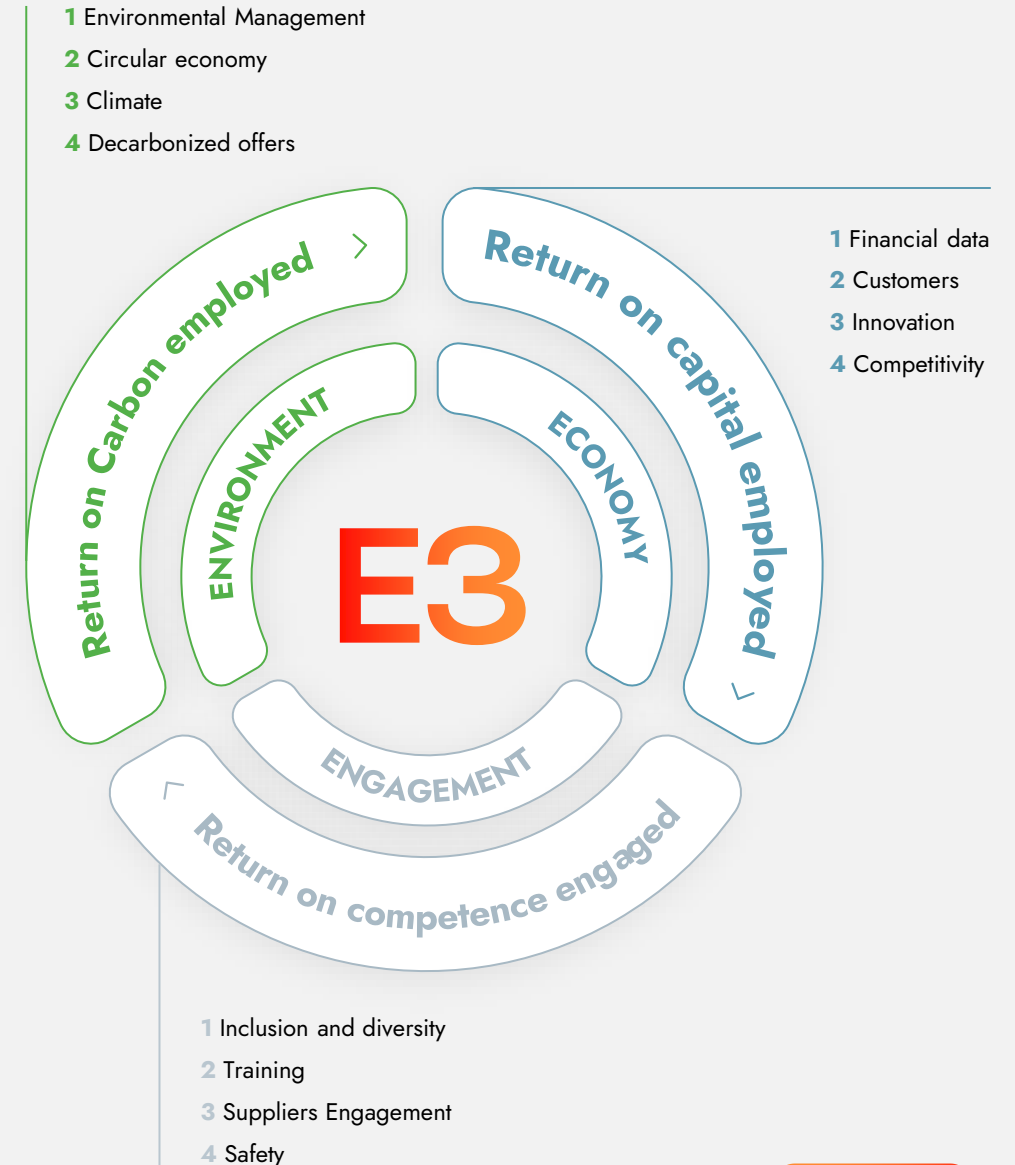 1 Environmental Management
2 Circular economy
3 Climate
4 Decarbonized offers
Return on Carbon employed
Return on capital employed
1 Financial data
2 Customers
3 Innovation
4 Competitivity
ENVIRONMENT
ECONOMY
E3
ENGAGEMENT
Return on competence engaged
1 Inclusion and diversity
2 Training
3 Suppliers Engagement
4 Safety